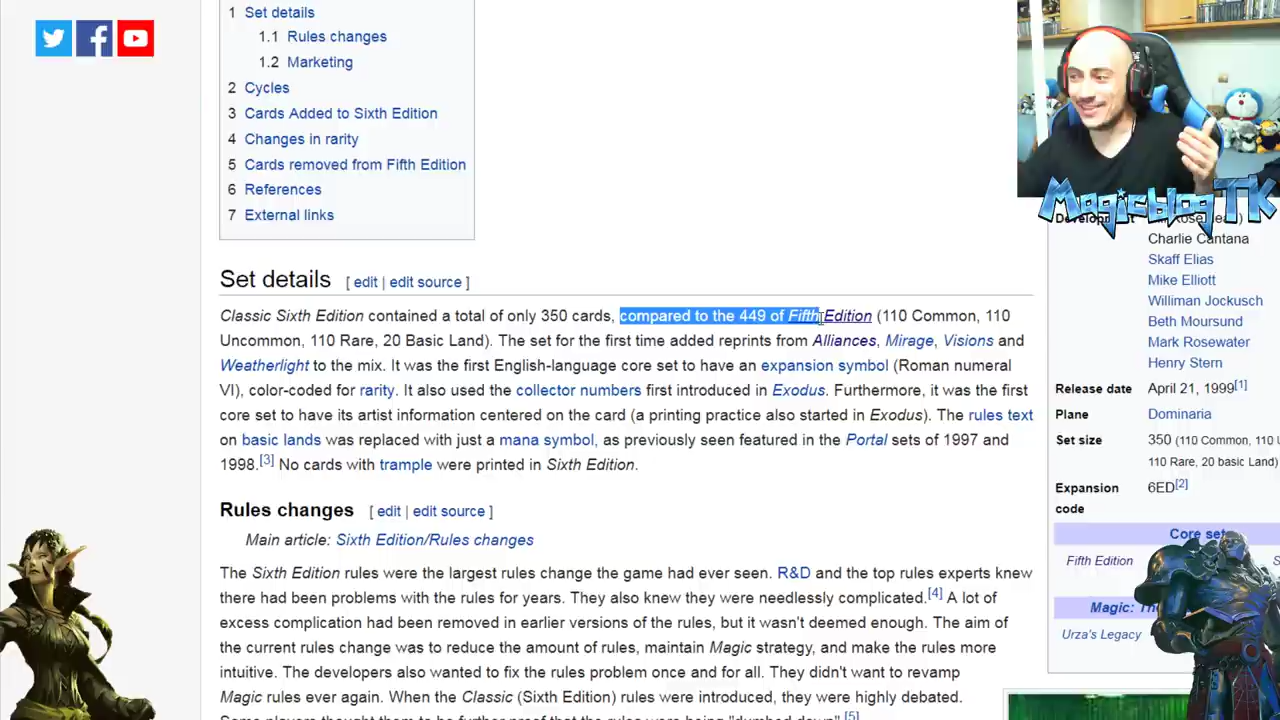 1 Set details
1.1 Rules changes
1.2 Marketing
2 Cycles
3 Cards Added to Sixth Edition
4 Changes in rarity
5 Cards removed from Fifth Edition
6 References
7 External links
MagicblogTK
Set details [ edit | edit source ]
Classic Sixth Edition contained a total of only 350 cards, compared to the 449 of Fifth Edition (110 Common, 110
Uncommon, 110 Rare, 20 Basic Land). The set for the first time added reprints from Alliances, Mirage, Visions and
Weatherlight to the mix. It was the first English-language core set to have an expansion symbol (Roman numeral
VI), color-coded for rarity. It also used the collector numbers first introduced in Exodus. Furthermore, it was the first
core set to have its artist information centered on the card (a printing practice also started in Exodus). The rules text
on basic lands was replaced with just a mana symbol, as previously seen featured in the Portal sets of 1997 and
1998.[3] No cards with trample were printed in Sixth Edition.
Rules changes [ edit | edit source ]
Main article: Sixth Edition/Rules changes
The Sixth Edition rules were the largest rules change the game had ever seen. R&D and the top rules experts knew
there had been problems with the rules for years. They also knew they were needlessly complicated.[4] A lot of
excess complication had been removed in earlier versions of the rules, but it wasn't deemed enough. The aim of
the current rules change was to reduce the amount of rules, maintain Magic strategy, and make the rules more
intuitive. The developers also wanted to fix the rules problem once and for all. They didn't want to revamp
Magic rules ever again. When the Classic (Sixth Edition) rules were introduced, they were highly debated.
Some players thought them to be further proof that the rules were being "dumbed down".[5]
Charlie Cantana
Skaff Elias
Mike Elliott
Williman Jockusch
Beth Moursund
Mark Rosewater
Henry Stern
Release date April 21, 1999[1]
Plane Dominaria
Set size 350 (110 Common, 110 U
110 Rare, 20 basic Land)
Expansion code 6ED[2]
Core set
Fifth Edition S
Magic: Th
Urza's Legacy